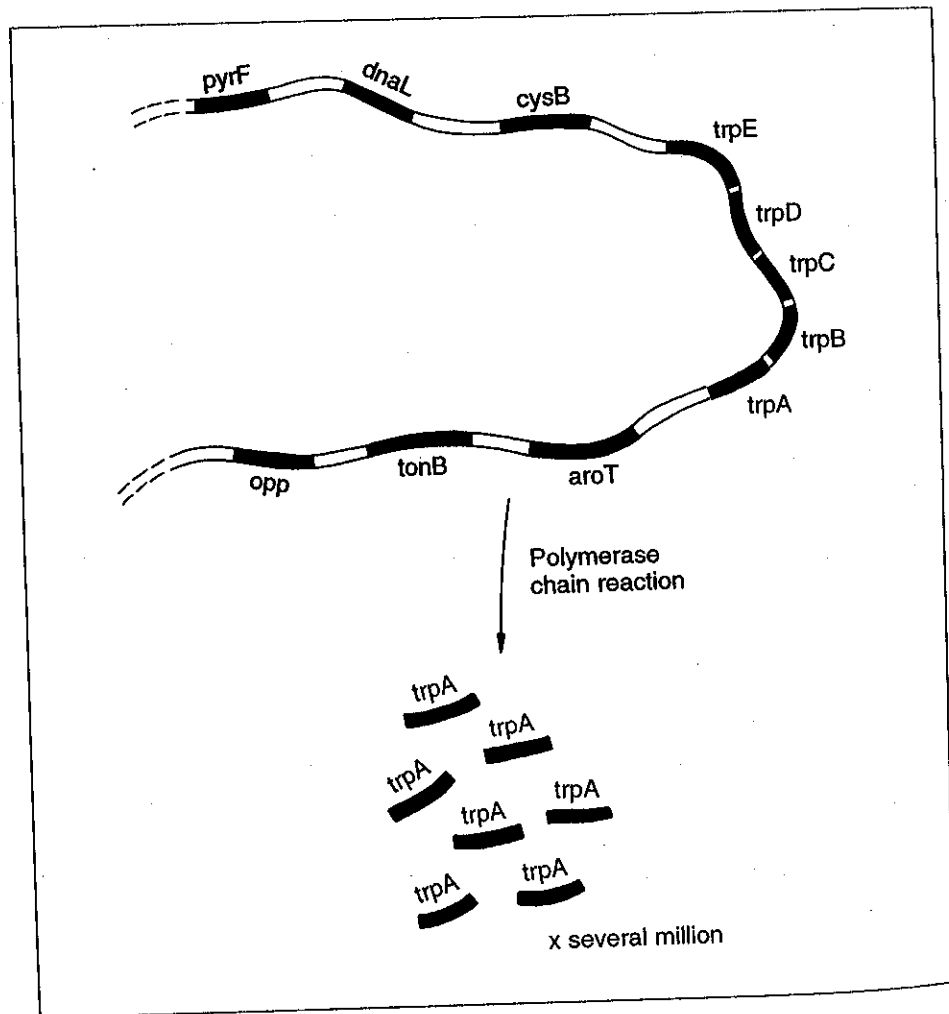 pyrF
dnaL
cysB
trpE
trpD
trpC
trpB
trpA
aroT
tonB
opp
Polymerase
chain reaction
trpA
trpA
trpA
trpA
trpA
trpA
trpA
x several million